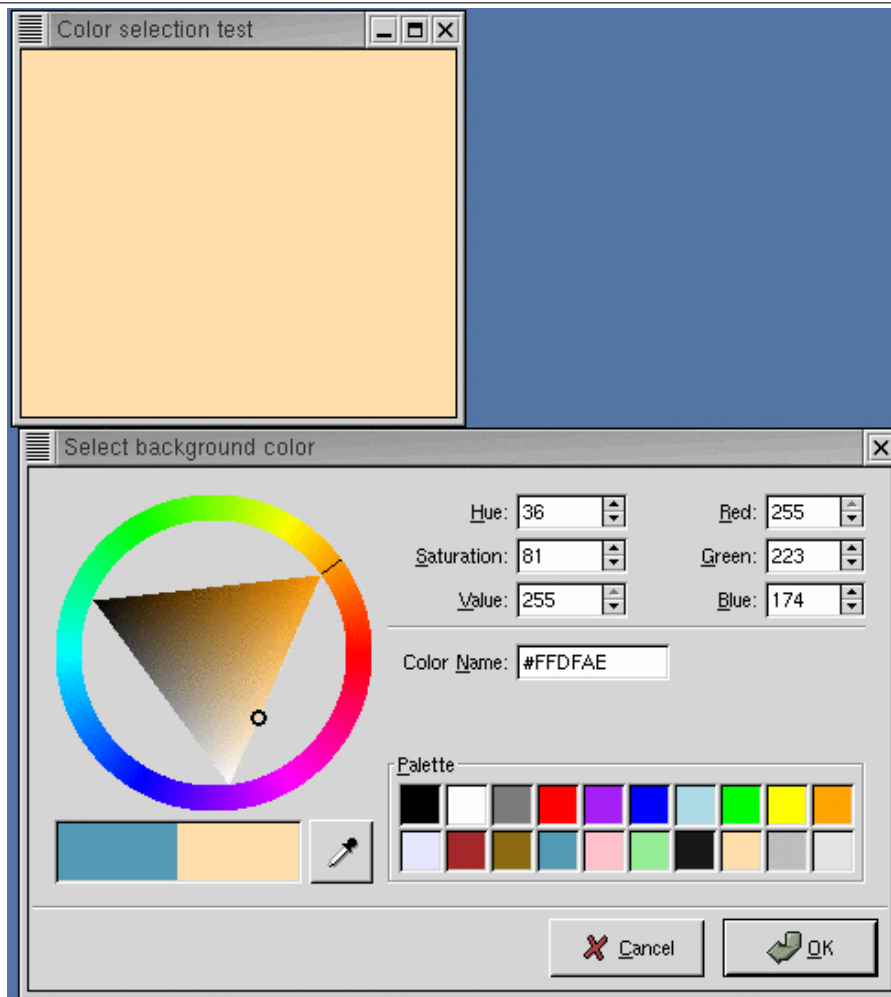 Color selection test
Select background color
Hue: 36 Red: 255
Saturation: 81 Green: 223
Value: 255 Blue: 174
Color Name: #FFDFAE
Palette
Cancel OK